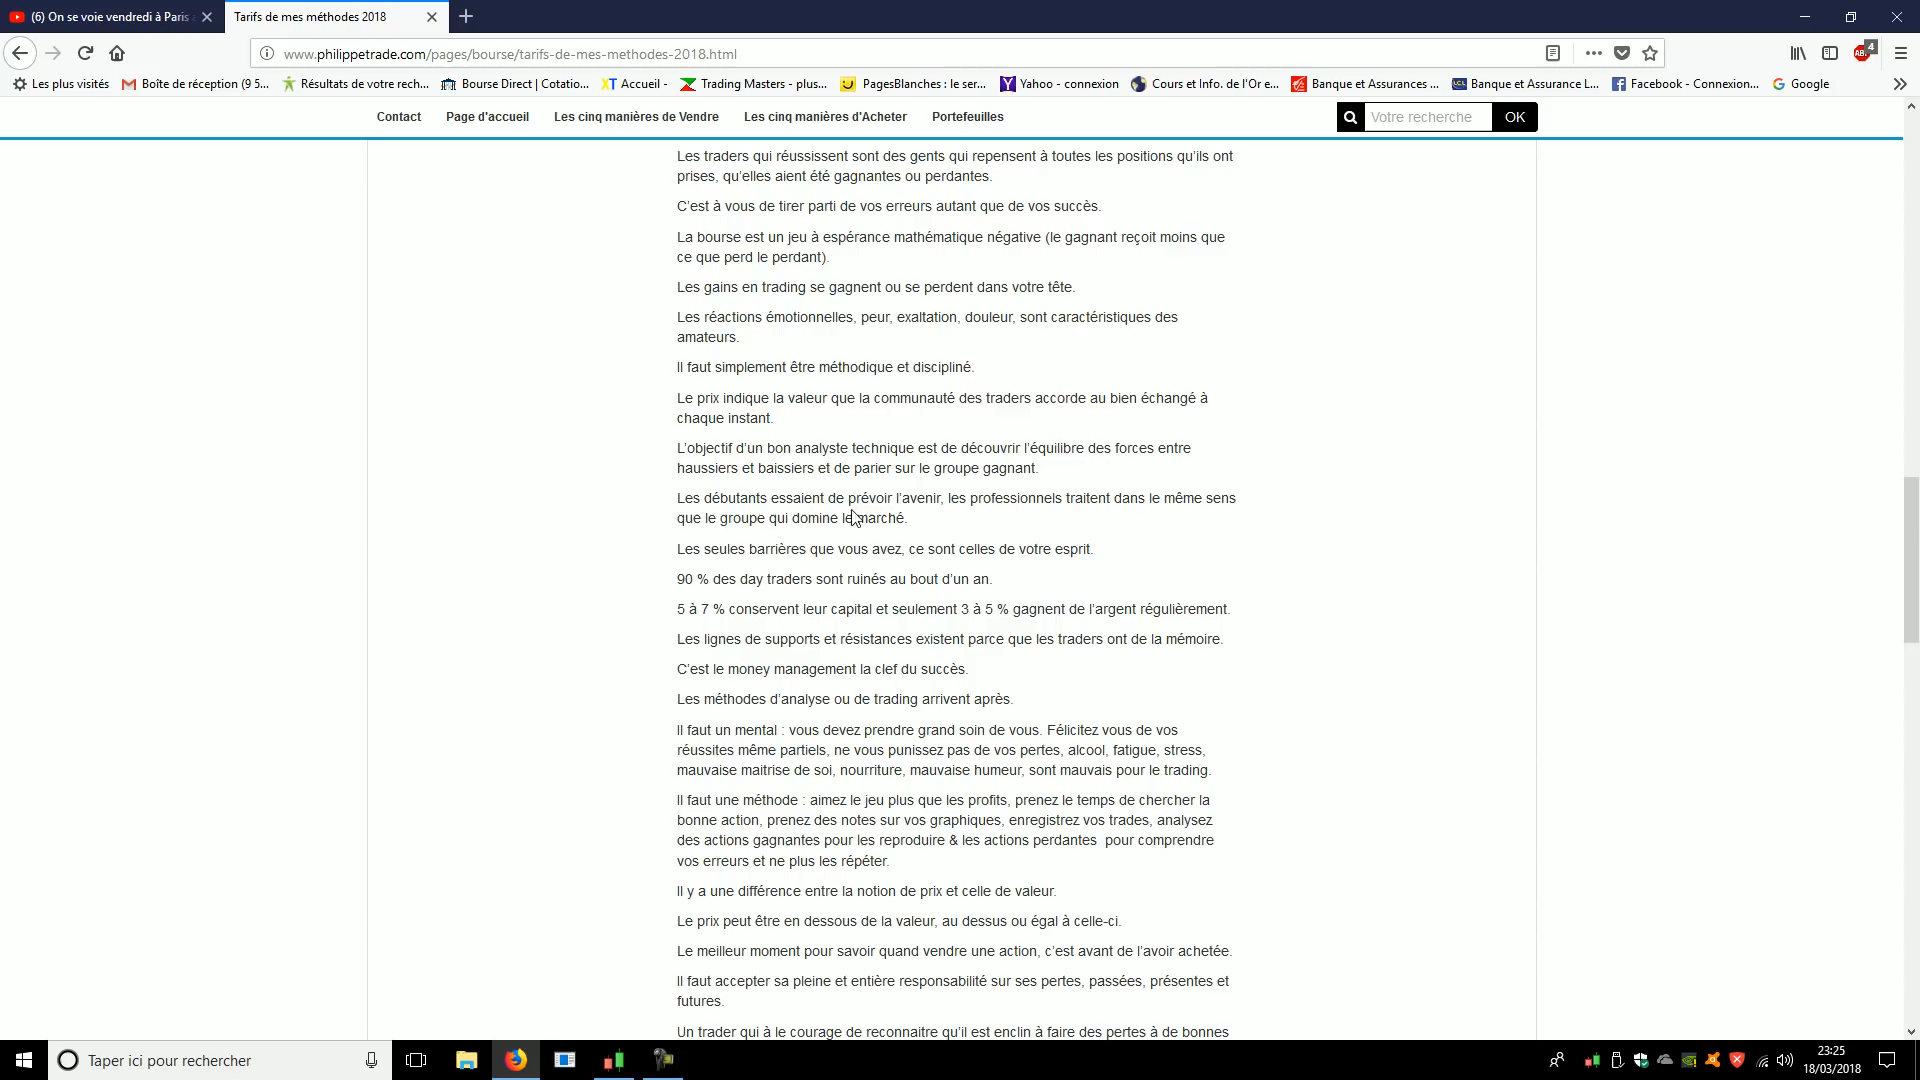 (6) On se voie vendredi à Paris
Tarifs de mes méthodes 2018
www.philippetrade.com/pages/bourse/tarifs-de-mes-methodes-2018.html
4
Les plus visités
Boîte de réception (9 5...
Résultats de votre rech...
Bourse Direct | Cotatio...
Accueil -
Trading Masters - plus...
PagesBlanches : le ser...
Yahoo - connexion
Cours et Info. de l'Or e...
Banque et Assurances ...
Banque et Assurance L...
Facebook - Connexion...
Google
Contact
Page d'accueil
Les cinq manières de Vendre
Les cinq manières d'Acheter
Portefeuilles
Votre recherche
OK
Les traders qui réussissent sont des gents qui repensent à toutes les positions qu'ils ont
prises, qu'elles aient été gagnantes ou perdantes.
C'est à vous de tirer parti de vos erreurs autant que de vos succès.
La bourse est un jeu à espérance mathématique négative (le gagnant reçoit moins que
ce que perd le perdant).
Les gains en trading se gagnent ou se perdent dans votre tête.
Les réactions émotionnelles, peur, exaltation, douleur, sont caractéristiques des
amateurs.
Il faut simplement être méthodique et discipliné.
Le prix indique la valeur que la communauté des traders accorde au bien échangé à
chaque instant.
L'objectif d'un bon analyste technique est de découvrir l'équilibre des forces entre
haussiers et baissiers et de parier sur le groupe gagnant.
Les débutants essaient de prévoir l'avenir, les professionnels traitent dans le même sens
que le groupe qui domine le marché.
Les seules barrières que vous avez, ce sont celles de votre esprit.
90 % des day traders sont ruinés au bout d'un an.
5 à 7 % conservent leur capital et seulement 3 à 5 % gagnent de l'argent régulièrement.
Les lignes de supports et résistances existent parce que les traders ont de la mémoire.
C'est le money management la clef du succès.
Les méthodes d'analyse ou de trading arrivent après.
Il faut un mental : vous devez prendre grand soin de vous. Félicitez vous de vos
réussites même partiels, ne vous punissez pas de vos pertes, alcool, fatigue, stress,
mauvaise maitrise de soi, nourriture, mauvaise humeur, sont mauvais pour le trading.
Il faut une méthode : aimez le jeu plus que les profits, prenez le temps de chercher la
bonne action, prenez des notes sur vos graphiques, enregistrez vos trades, analysez
des actions gagnantes pour les reproduire & les actions perdantes  pour comprendre
vos erreurs et ne plus les répéter.
Il y a une différence entre la notion de prix et celle de valeur.
Le prix peut être en dessous de la valeur, au dessus ou égal à celle-ci.
Le meilleur moment pour savoir quand vendre une action, c'est avant de l'avoir achetée.
Il faut accepter sa pleine et entière responsabilité sur ses pertes, passées, présentes et
futures.
Un trader qui à le courage de reconnaitre qu'il est enclin à faire des pertes à de bonnes
Taper ici pour rechercher
23:25
18/03/2018